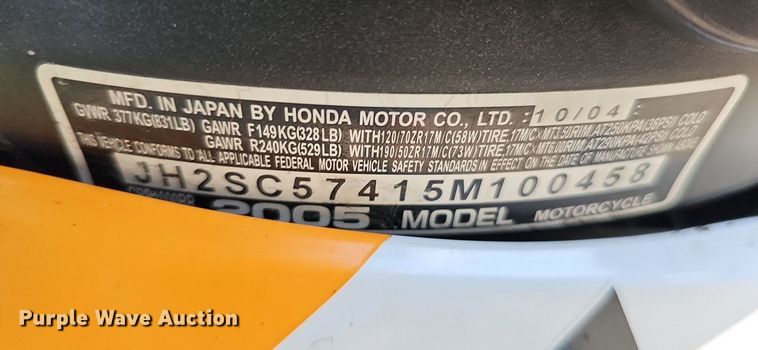 MFD. IN JAPAN BY HONDA MOTOR CO., LTD. 10/04
GVWR 377KG(831LB) GAWR F149KG(328LB) WITH120/70ZR17M/C(58W)TIRE, 17M/C×MT3.50RIM, AT250KPA(36PSI) COLD
GAWR R240KG(529LB) WITH190/50ZR17M/C(73W)TIRE, 17M/C×MT6.00RIM, AT290KPA(42PSI) COLD
THIS VEHICLE CONFORMS TO ALL APPLICABLE FEDERAL MOTOR VEHICLE SAFETY STANDARDS IN EFFECT ON THE DATE OF MANUFACTURE SHOWN ABOVE
JH2SC57415M100458
2005 MODEL MOTORCYCLE
Purple Wave Auction